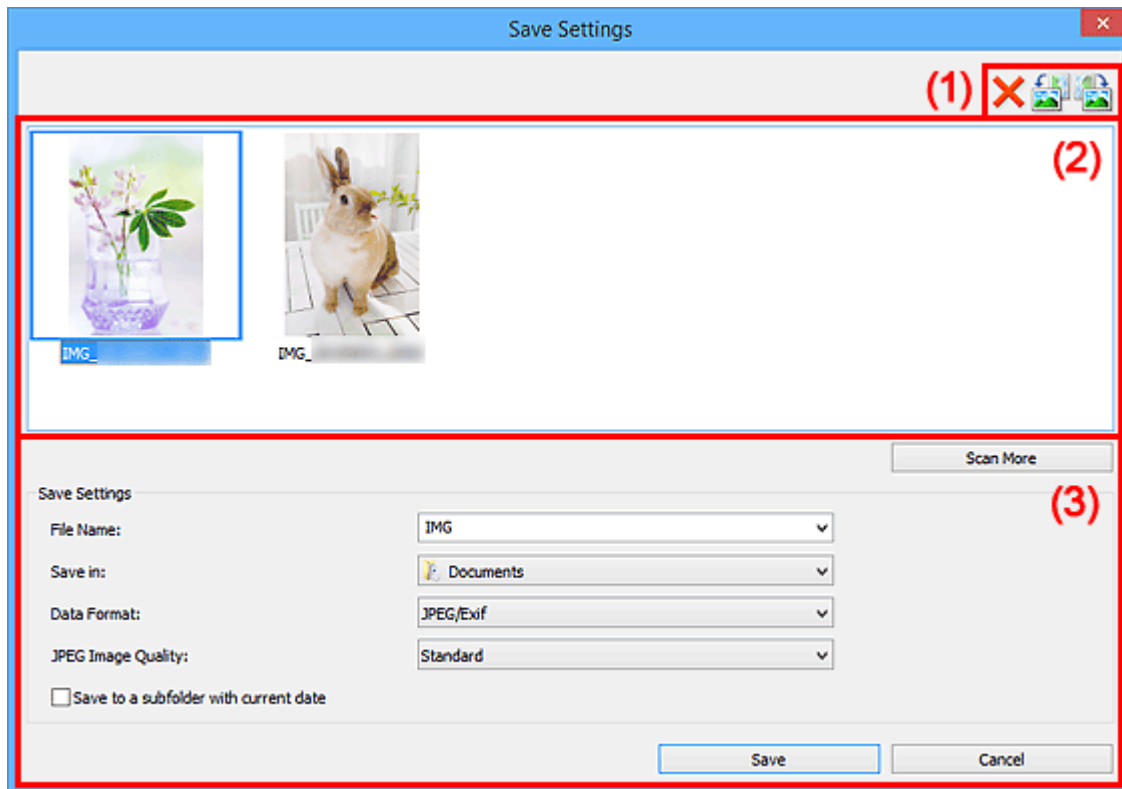 Save Settings
(1)
(2)
IMG_
IMG_
Scan More
(3)
Save Settings
File Name: IMG
Save in: Documents
Data Format: JPEG/Exif
JPEG Image Quality: Standard
Save to a subfolder with current date
Save Cancel